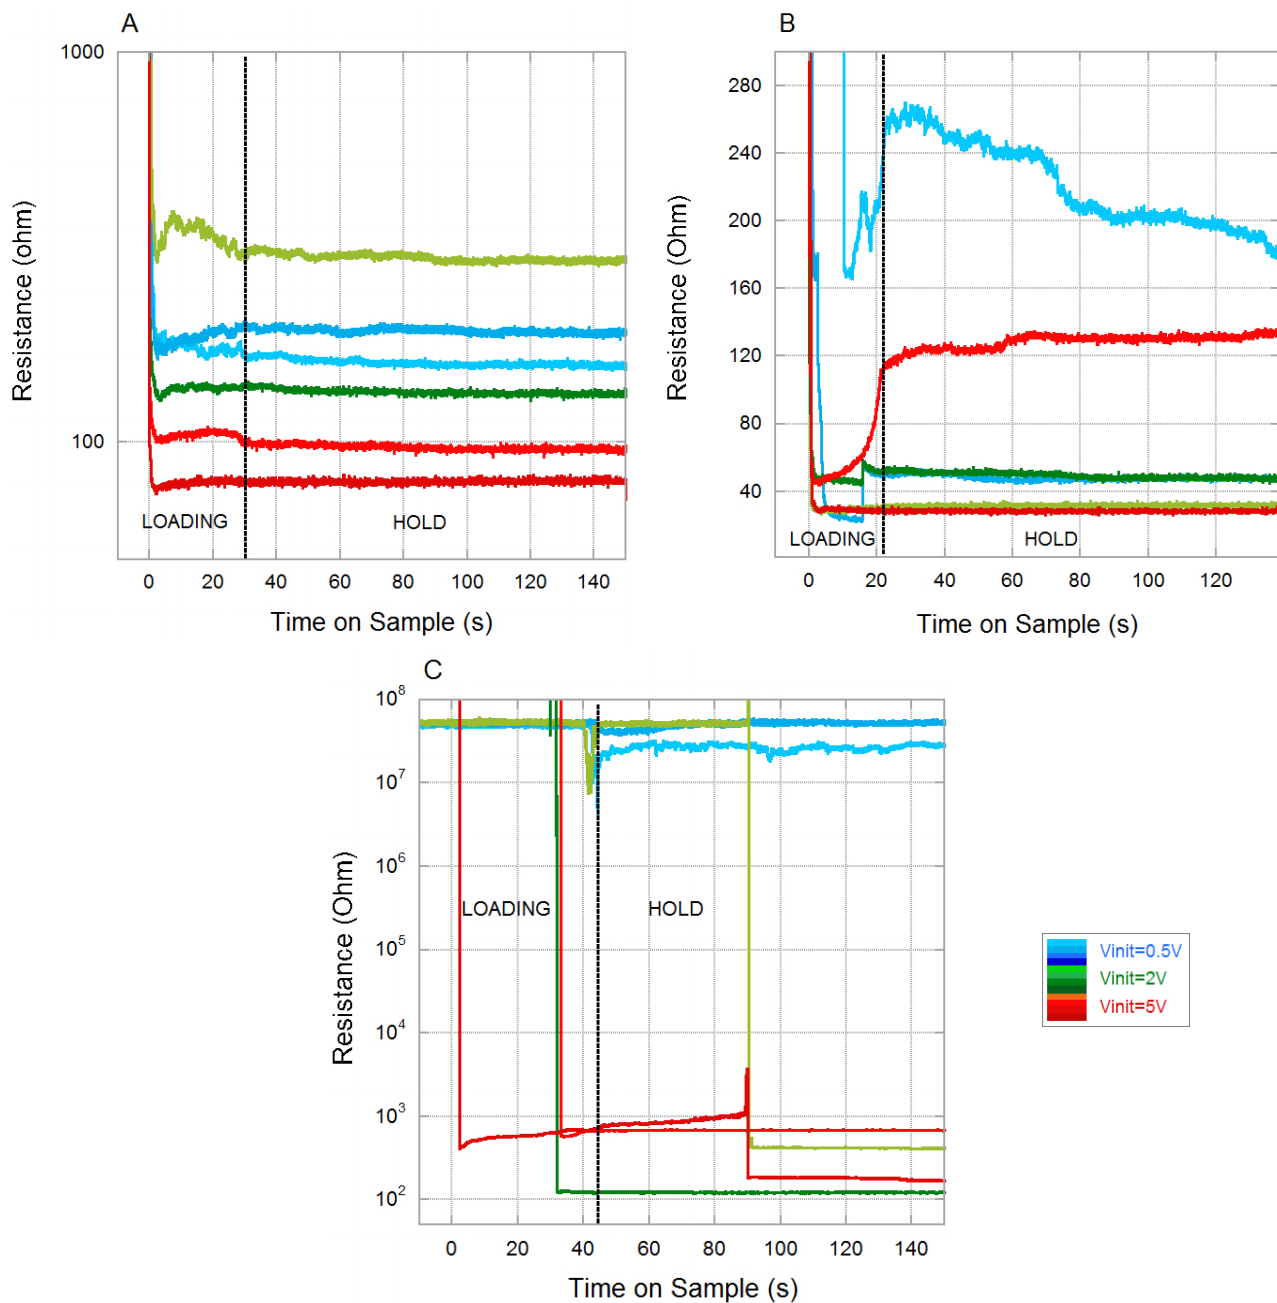 A
1000
100
Resistance (ohm)
LOADING
HOLD
0 20 40 60 80 100 120 140
Time on Sample (s)
B
280
240
200
160
120
80
40
Resistance (Ohm)
LOADING
HOLD
0 20 40 60 80 100 120
Time on Sample (s)
C
10^8
10^7
10^6
10^5
10^4
10^3
10^2
Resistance (Ohm)
LOADING
HOLD
0 20 40 60 80 100 120 140
Time on Sample (s)
Vinit=0.5V
Vinit=2V
Vinit=5V